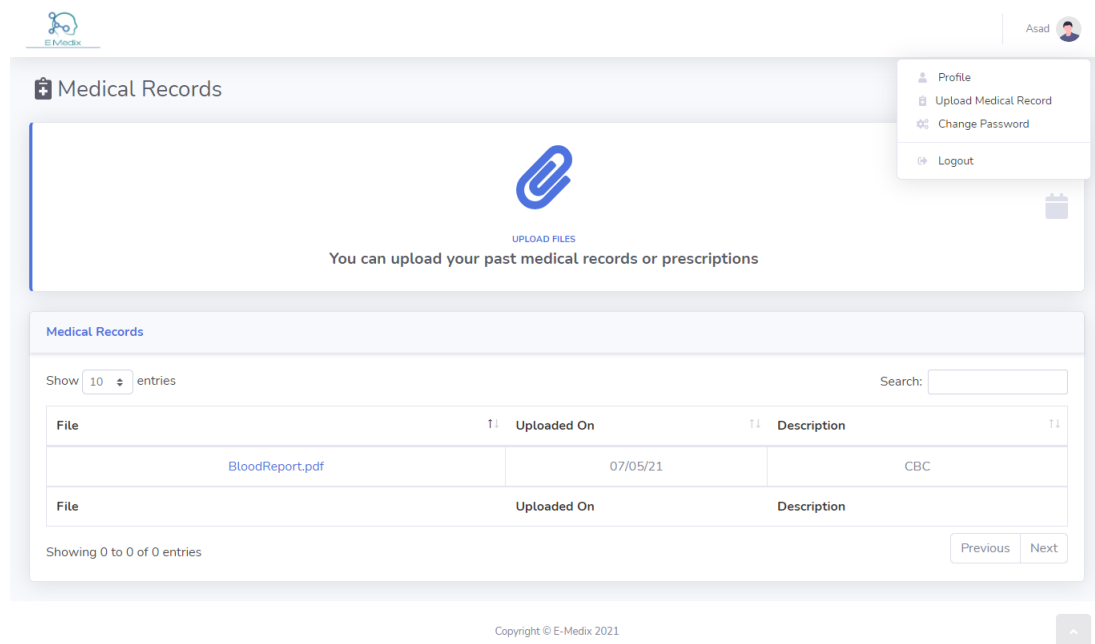 E-Medix
Asad
Profile
Upload Medical Record
Change Password
Logout
Medical Records
UPLOAD FILES
You can upload your past medical records or prescriptions
Medical Records
Show 10 entries
Search:
File Uploaded On Description
BloodReport.pdf 07/05/21 CBC
File Uploaded On Description
Showing 0 to 0 of 0 entries
Previous Next
Copyright © E-Medix 2021